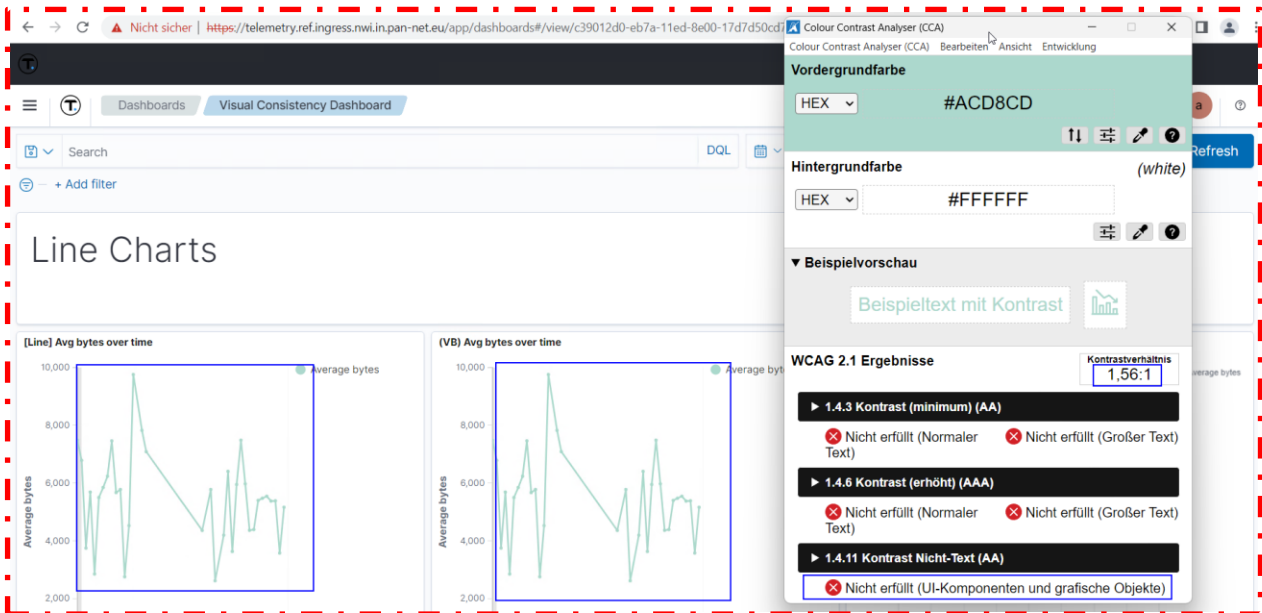 Nicht sicher | https://telemetry.ref.ingress.nwi.in.pan-net.eu/app/dashboards#/view/c39012d0-eb7a-11ed-8e00-17d7d50cd7
T.
T.
Dashboards
Visual Consistency Dashboard
a
Search
DQL
Refresh
+ Add filter
Line Charts
[Line] Avg bytes over time
10,000
8,000
6,000
4,000
2,000
Average bytes
Average bytes
(VB) Avg bytes over time
10,000
8,000
6,000
4,000
2,000
Average bytes
Average byt
verage bytes
Colour Contrast Analyser (CCA)
Colour Contrast Analyser (CCA) Bearbeiten Ansicht Entwicklung
Vordergrundfarbe
HEX
#ACD8CD
Hintergrundfarbe
(white)
HEX
#FFFFFF
▼ Beispielvorschau
Beispieltext mit Kontrast
WCAG 2.1 Ergebnisse
Kontrastverhältnis
1,56:1
▶ 1.4.3 Kontrast (minimum) (AA)
Nicht erfüllt (Normaler
Text)
Nicht erfüllt (Großer Text)
▶ 1.4.6 Kontrast (erhöht) (AAA)
Nicht erfüllt (Normaler
Text)
Nicht erfüllt (Großer Text)
▶ 1.4.11 Kontrast Nicht-Text (AA)
Nicht erfüllt (UI-Komponenten und grafische Objekte)